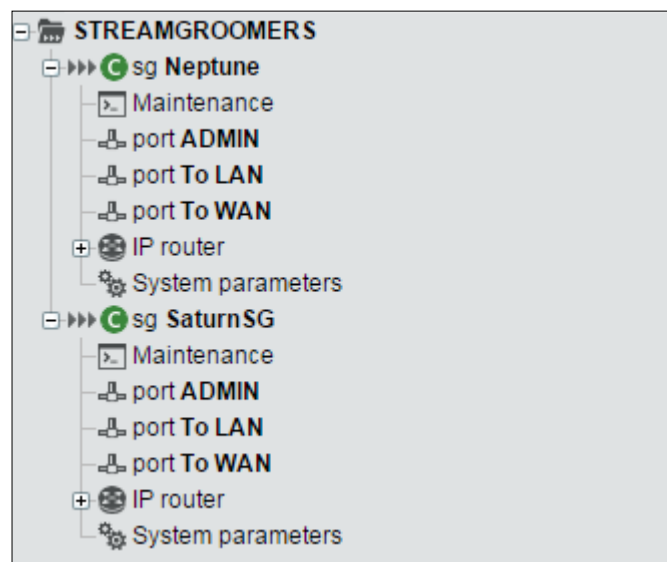 STREAMGROOMERS
C sg Neptune
Maintenance
port ADMIN
port To LAN
port To WAN
IP router
System parameters
C sg SaturnSG
Maintenance
port ADMIN
port To LAN
port To WAN
IP router
System parameters